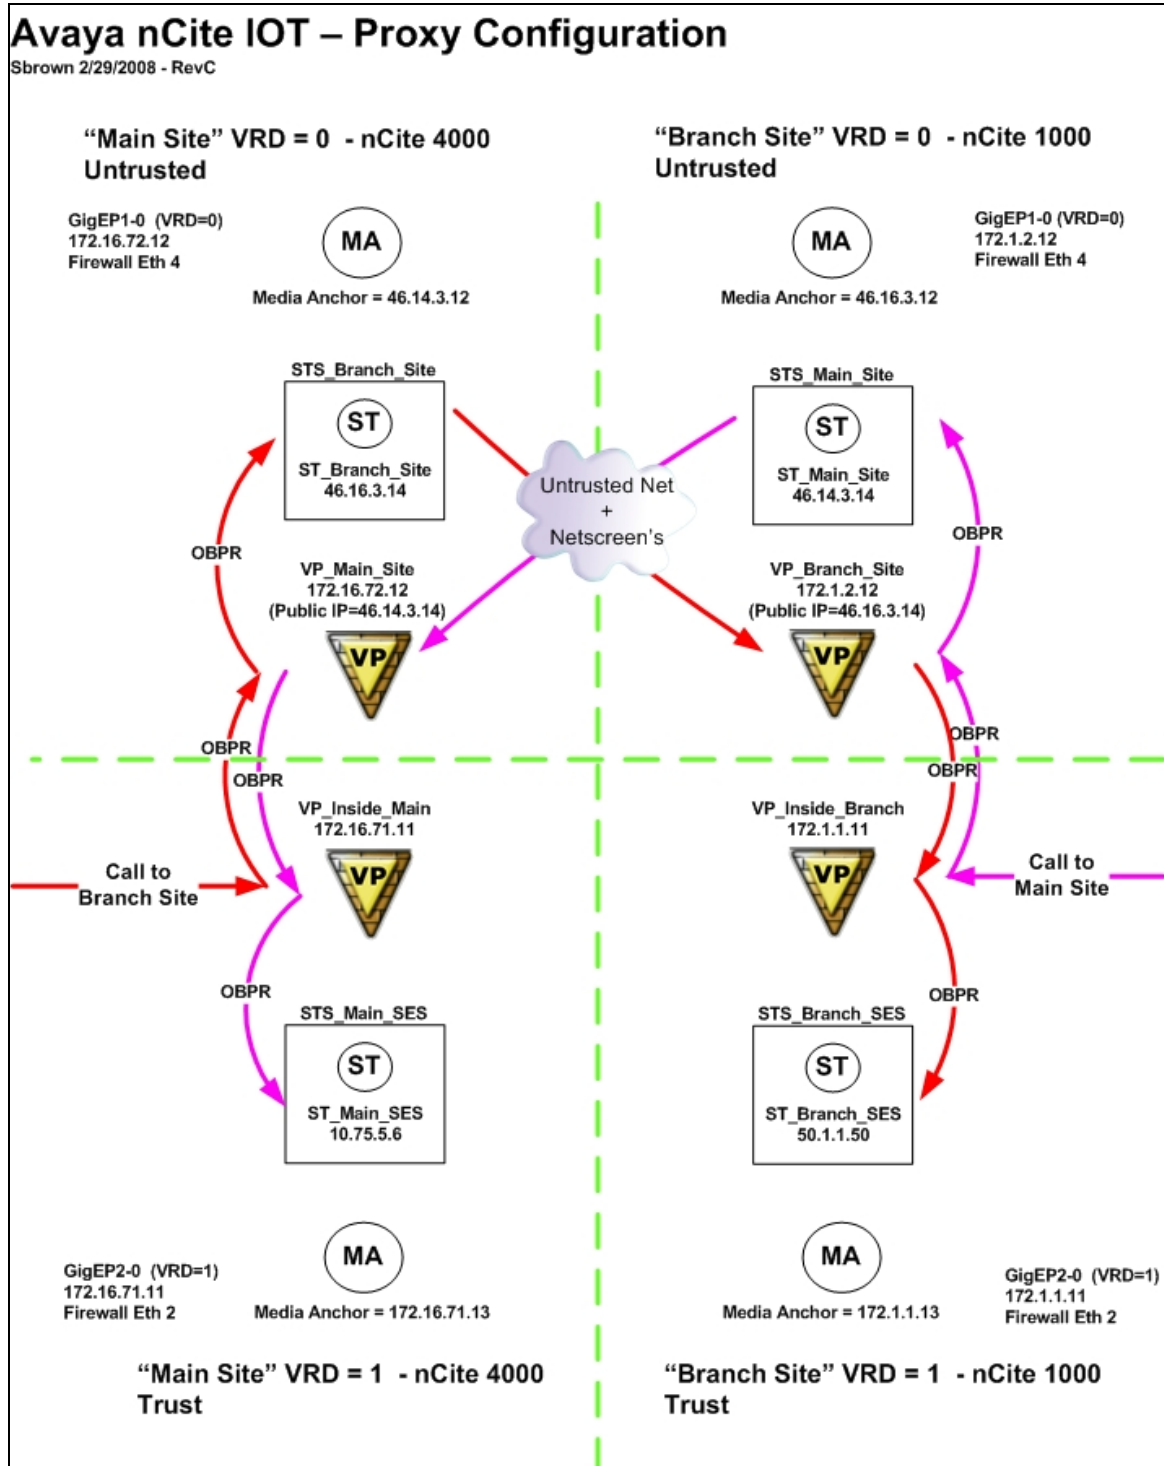 Avaya nCite IOT – Proxy Configuration
Sbrown 2/29/2008 - RevC
“Main Site” VRD = 0 - nCite 4000
Untrusted
“Branch Site” VRD = 0 - nCite 1000
Untrusted
GigEP1-0 (VRD=0)
172.16.72.12
Firewall Eth 4
MA
Media Anchor = 46.14.3.12
MA
Media Anchor = 46.16.3.12
GigEP1-0 (VRD=0)
172.1.2.12
Firewall Eth 4
STS_Branch_Site
ST
ST_Branch_Site
46.16.3.14
STS_Main_Site
ST
ST_Main_Site
46.14.3.14
Untrusted Net
+
Netscreen's
OBPR
OBPR
VP_Main_Site
172.16.72.12
(Public IP=46.14.3.14)
VP
VP_Branch_Site
172.1.2.12
(Public IP=46.16.3.14)
VP
OBPR
OBPR
OBPR
OBPR
VP_Inside_Main
172.16.71.11
VP
VP_Inside_Branch
172.1.1.11
VP
Call to
Branch Site
Call to
Main Site
OBPR
OBPR
STS_Main_SES
ST
ST_Main_SES
10.75.5.6
STS_Branch_SES
ST
ST_Branch_SES
50.1.1.50
GigEP2-0 (VRD=1)
172.16.71.11
Firewall Eth 2
MA
Media Anchor = 172.16.71.13
MA
Media Anchor = 172.1.1.13
GigEP2-0 (VRD=1)
172.1.1.11
Firewall Eth 2
“Main Site” VRD = 1 - nCite 4000
Trust
“Branch Site” VRD = 1 - nCite 1000
Trust